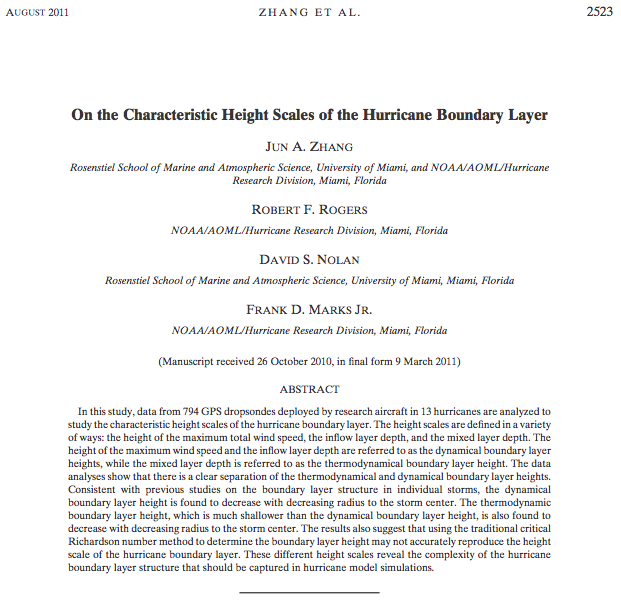 AUGUST 2011 ZHANG ET AL. 2523
On the Characteristic Height Scales of the Hurricane Boundary Layer
JUN A. ZHANG
Rosenstiel School of Marine and Atmospheric Science, University of Miami, and NOAA/AOML/Hurricane
Research Division, Miami, Florida
ROBERT F. ROGERS
NOAA/AOML/Hurricane Research Division, Miami, Florida
DAVID S. NOLAN
Rosenstiel School of Marine and Atmospheric Science, University of Miami, Miami, Florida
FRANK D. MARKS JR.
NOAA/AOML/Hurricane Research Division, Miami, Florida
(Manuscript received 26 October 2010, in final form 9 March 2011)
ABSTRACT
In this study, data from 794 GPS dropsondes deployed by research aircraft in 13 hurricanes are analyzed to
study the characteristic height scales of the hurricane boundary layer. The height scales are defined in a variety
of ways: the height of the maximum total wind speed, the inflow layer depth, and the mixed layer depth. The
height of the maximum wind speed and the inflow layer depth are referred to as the dynamical boundary layer
heights, while the mixed layer depth is referred to as the thermodynamical boundary layer height. The data
analyses show that there is a clear separation of the thermodynamical and dynamical boundary layer heights.
Consistent with previous studies on the boundary layer structure in individual storms, the dynamical
boundary layer height is found to decrease with decreasing radius to the storm center. The thermodynamic
boundary layer height, which is much shallower than the dynamical boundary layer height, is also found to
decrease with decreasing radius to the storm center. The results also suggest that using the traditional critical
Richardson number method to determine the boundary layer height may not accurately reproduce the height
scale of the hurricane boundary layer. These different height scales reveal the complexity of the hurricane
boundary layer structure that should be captured in hurricane model simulations.